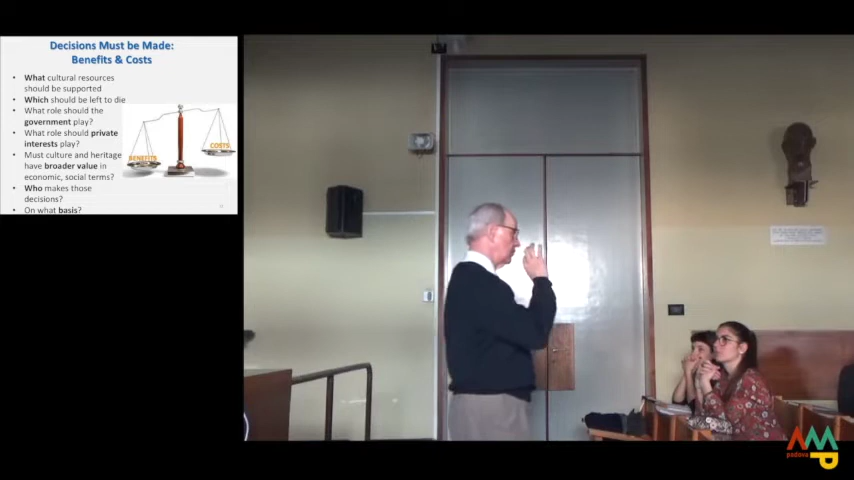 Decisions Must be Made:
Benefits & Costs
• What cultural resources
should be supported
• Which should be left to die
• What role should the
government play?
• What role should private
interests play?
• Must culture and heritage
have broader value in
economic, social terms?
• Who makes those
decisions?
• On what basis?
BENEFITS
COSTS
padova